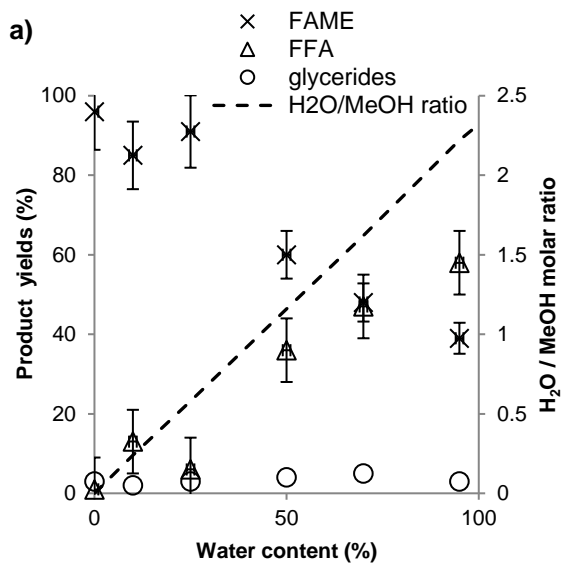 a)
FAME
FFA
glycerides
H2O/MeOH ratio
100
80
60
40
20
0
2.5
2
1.5
1
0.5
0
0
50
100
Product yields (%)
H₂O / MeOH molar ratio
Water content (%)